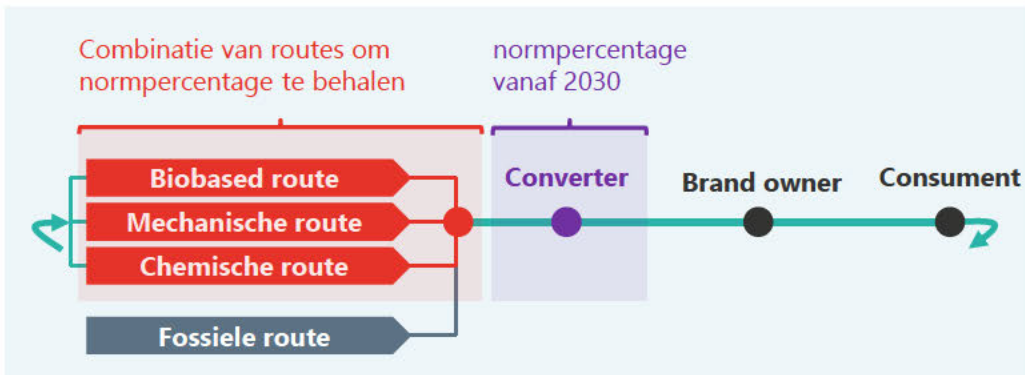 Combinatie van routes om
normpercentage te behalen
normpercentage
vanaf 2030
Biobased route
Mechanische route
Chemische route
Fossiele route
Converter
Brand owner
Consument